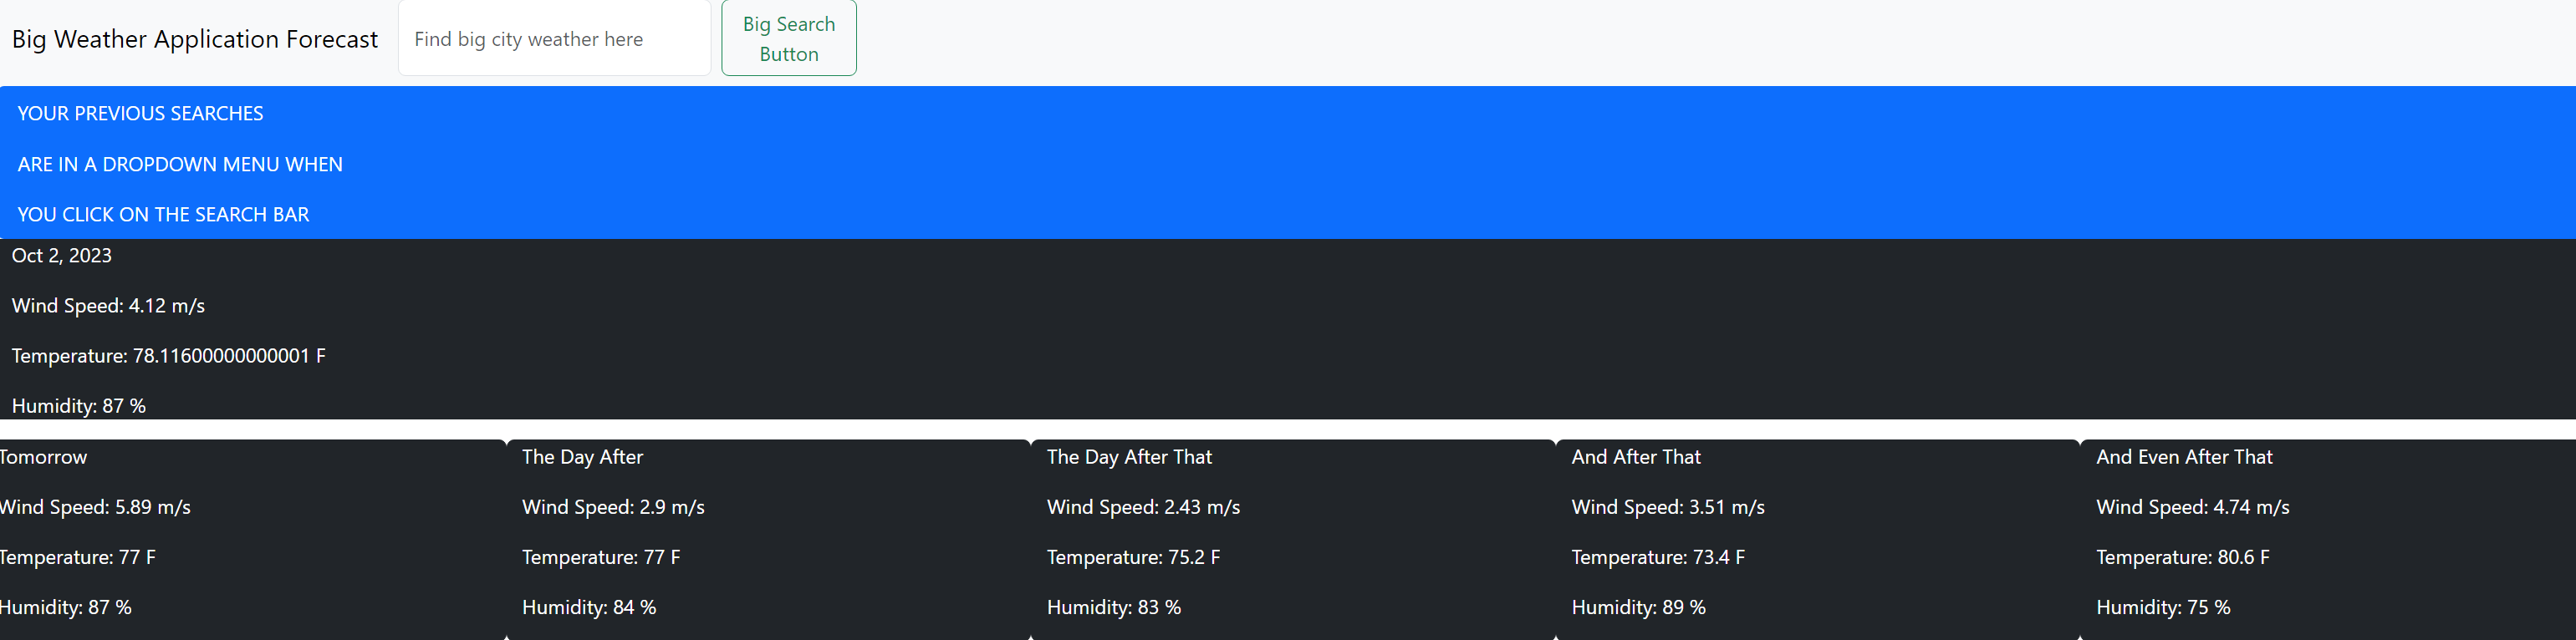 Big Weather Application Forecast
Find big city weather here
Big Search
Button
YOUR PREVIOUS SEARCHES
ARE IN A DROPDOWN MENU WHEN
YOU CLICK ON THE SEARCH BAR
Oct 2, 2023
Wind Speed: 4.12 m/s
Temperature: 78.11600000000001 F
Humidity: 87 %
Tomorrow
Wind Speed: 5.89 m/s
Temperature: 77 F
Humidity: 87 %
The Day After
Wind Speed: 2.9 m/s
Temperature: 77 F
Humidity: 84 %
The Day After That
Wind Speed: 2.43 m/s
Temperature: 75.2 F
Humidity: 83 %
And After That
Wind Speed: 3.51 m/s
Temperature: 73.4 F
Humidity: 89 %
And Even After That
Wind Speed: 4.74 m/s
Temperature: 80.6 F
Humidity: 75 %